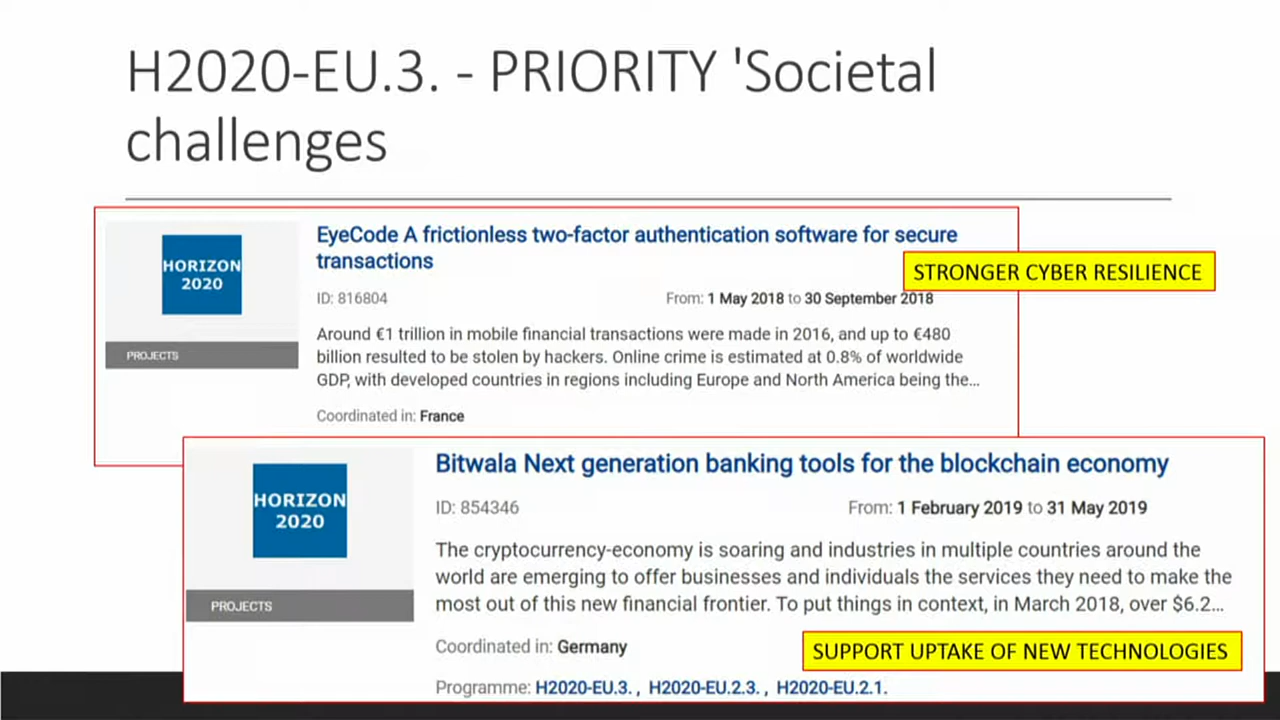 H2020-EU.3. - PRIORITY 'Societal
challenges
HORIZON
2020
PROJECTS
EyeCode A frictionless two-factor authentication software for secure
transactions
STRONGER CYBER RESILIENCE
ID: 816804 From: 1 May 2018 to 30 September 2018
Around €1 trillion in mobile financial transactions were made in 2016, and up to €480
billion resulted to be stolen by hackers. Online crime is estimated at 0.8% of worldwide
GDP, with developed countries in regions including Europe and North America being the...
Coordinated in: France
HORIZON
2020
PROJECTS
Bitwala Next generation banking tools for the blockchain economy
ID: 854346 From: 1 February 2019 to 31 May 2019
The cryptocurrency-economy is soaring and industries in multiple countries around the
world are emerging to offer businesses and individuals the services they need to make the
most out of this new financial frontier. To put things in context, in March 2018, over $6.2...
Coordinated in: Germany
SUPPORT UPTAKE OF NEW TECHNOLOGIES
Programme: H2020-EU.3. , H2020-EU.2.3. , H2020-EU.2.1.